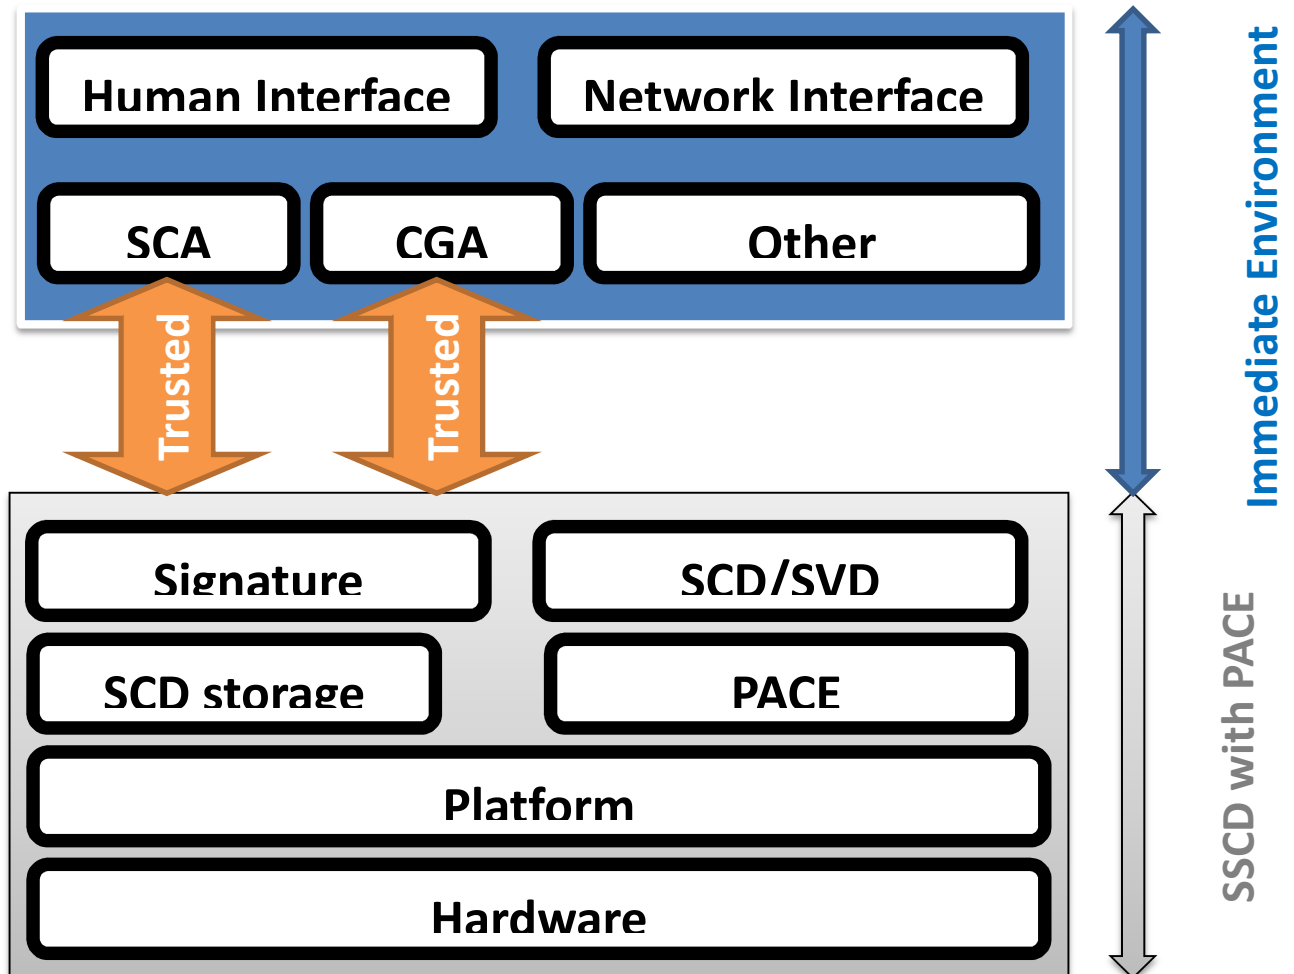 Human Interface
Network Interface
SCA
CGA
Other
Trusted
Trusted
Immediate Environment
Signature
SCD/SVD
SCD storage
PACE
Platform
Hardware
SSCD with PACE